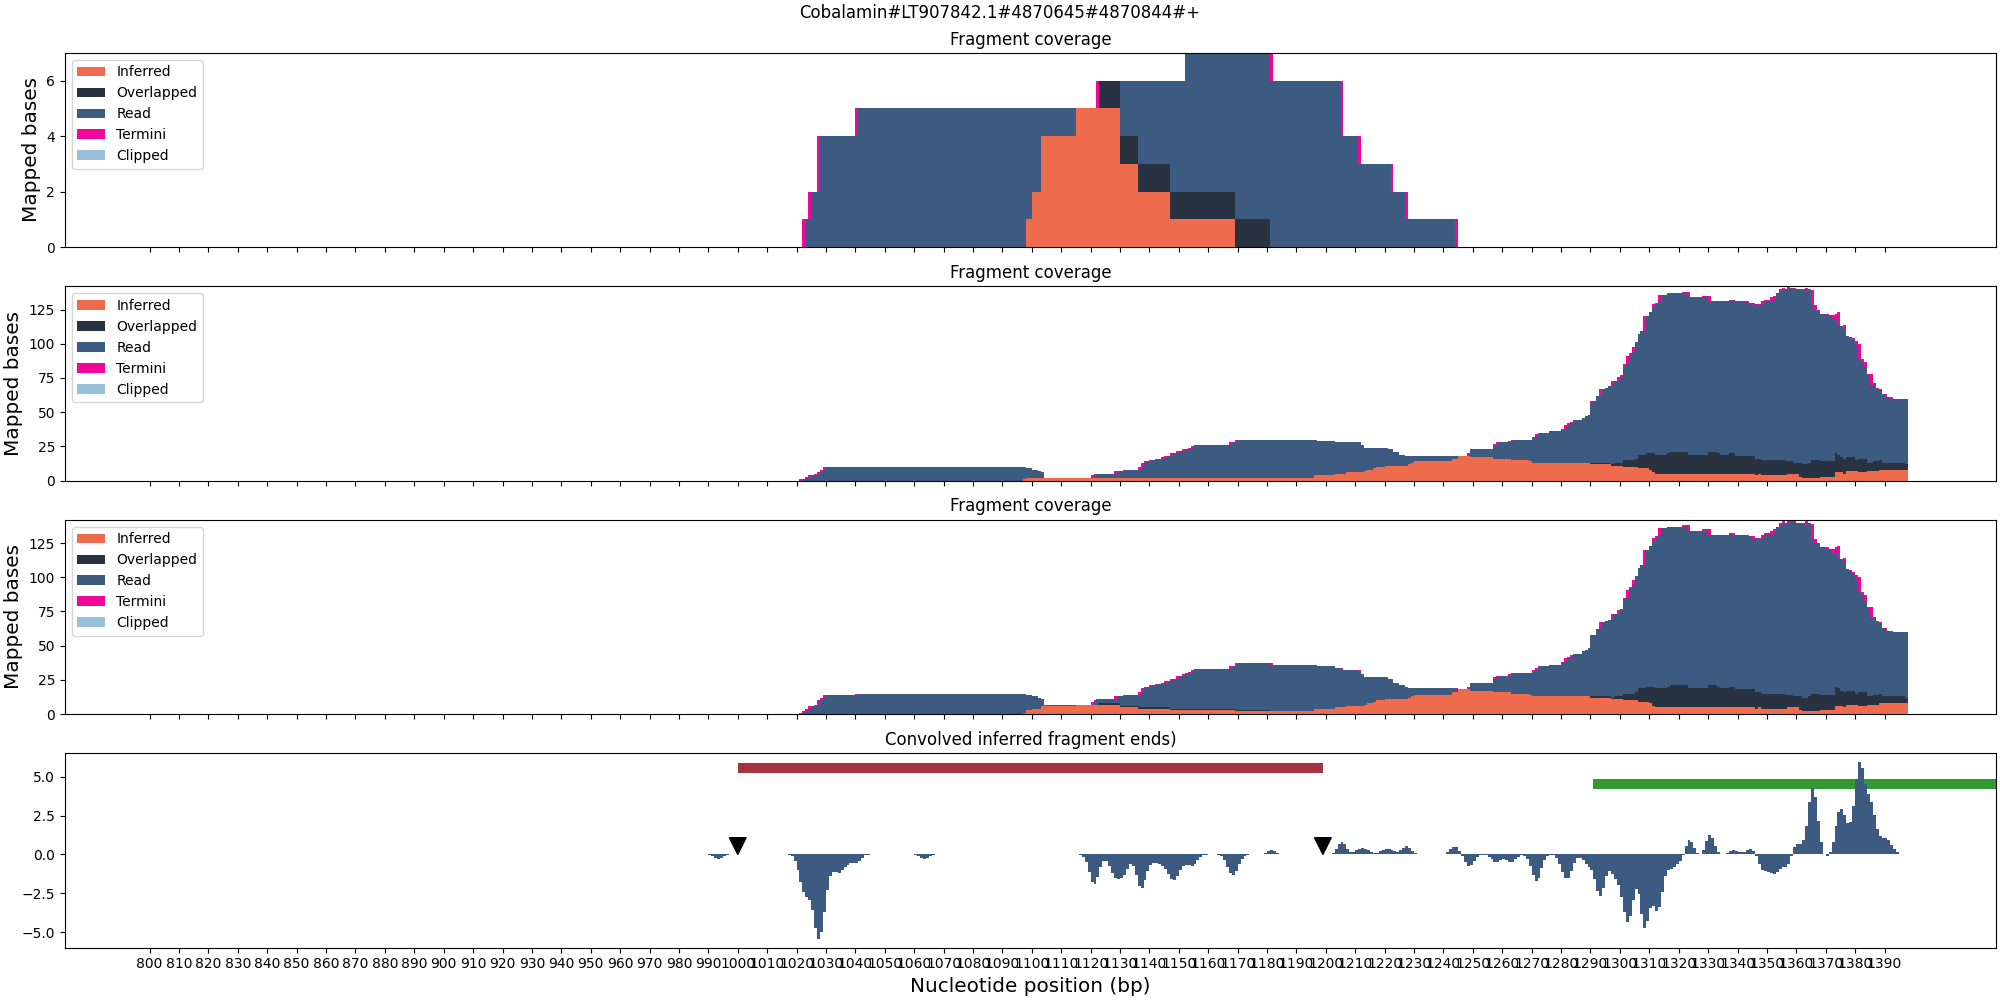 Cobalamin#LT907842.1#4870645#4870844#+
Fragment coverage
Mapped bases
6
4
2
0
Inferred
Overlapped
Read
Termini
Clipped
Fragment coverage
Mapped bases
125
100
75
50
25
0
Inferred
Overlapped
Read
Termini
Clipped
Fragment coverage
Mapped bases
125
100
75
50
25
0
Inferred
Overlapped
Read
Termini
Clipped
Convolved inferred fragment ends)
5.0
2.5
0.0
−2.5
−5.0
800 810 820 830 840 850 860 870 880 890 900 910 920 930 940 950 960 970 980 990 1000 1010 1020 1030 1040 1050 1060 1070 1080 1090 1100 1110 1120 1130 1140 1150 1160 1170 1180 1190 1200 1210 1220 1230 1240 1250 1260 1270 1280 1290 1300 1310 1320 1330 1340 1350 1360 1370 1380 1390
Nucleotide position (bp)